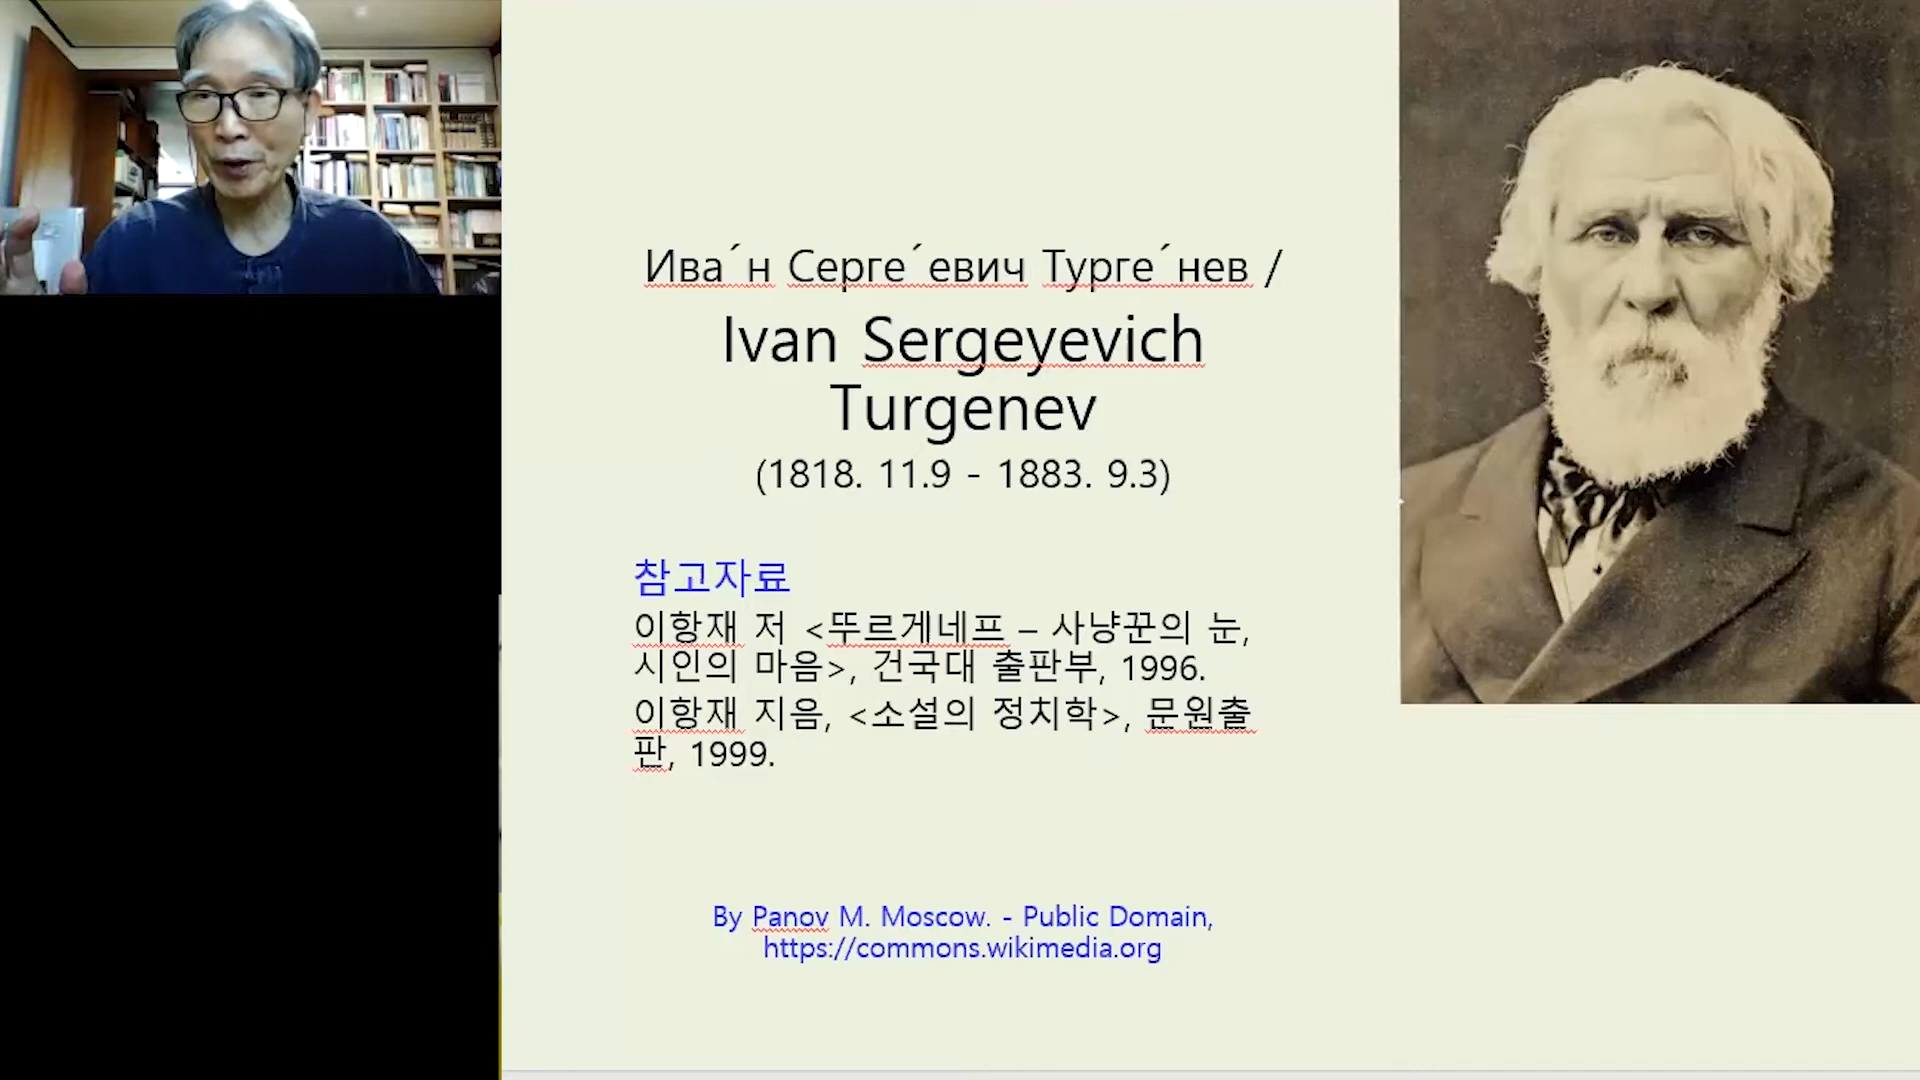 Ива´н Серге´евич Турге´нев /
Ivan Sergeyevich
Turgenev
(1818. 11.9 - 1883. 9.3)
참고자료
이항재 저 <뚜르게네프 – 사냥꾼의 눈,
시인의 마음>, 건국대 출판부, 1996.
이항재 지음, <소설의 정치학>, 문원출
판, 1999.
By Panov M. Moscow. - Public Domain,
https://commons.wikimedia.org